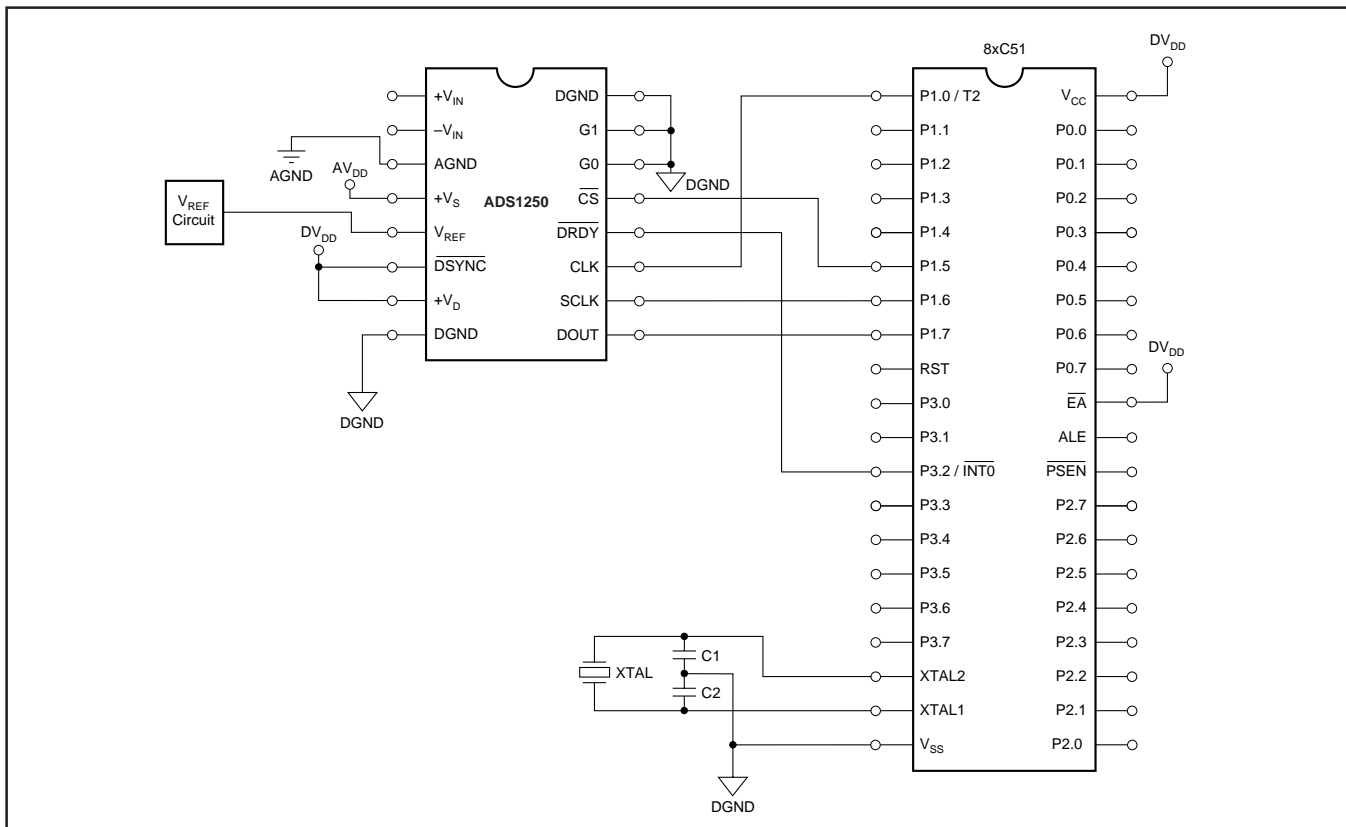 8xC51
DV_DD
+V_IN
–V_IN
AGND
+V_S
V_REF
DSYNC
+V_D
DGND
ADS1250
DGND
G1
G0
CS
DRDY
CLK
SCLK
DOUT
AGND
AV_DD
V_REF
Circuit
DV_DD
DGND
DGND
P1.0 / T2
P1.1
P1.2
P1.3
P1.4
P1.5
P1.6
P1.7
RST
P3.0
P3.1
P3.2 / INT0
P3.3
P3.4
P3.5
P3.6
P3.7
XTAL2
XTAL1
V_SS
V_CC
P0.0
P0.1
P0.2
P0.3
P0.4
P0.5
P0.6
P0.7
EA
ALE
PSEN
P2.7
P2.6
P2.5
P2.4
P2.3
P2.2
P2.1
P2.0
DV_DD
XTAL
C1
C2
DGND